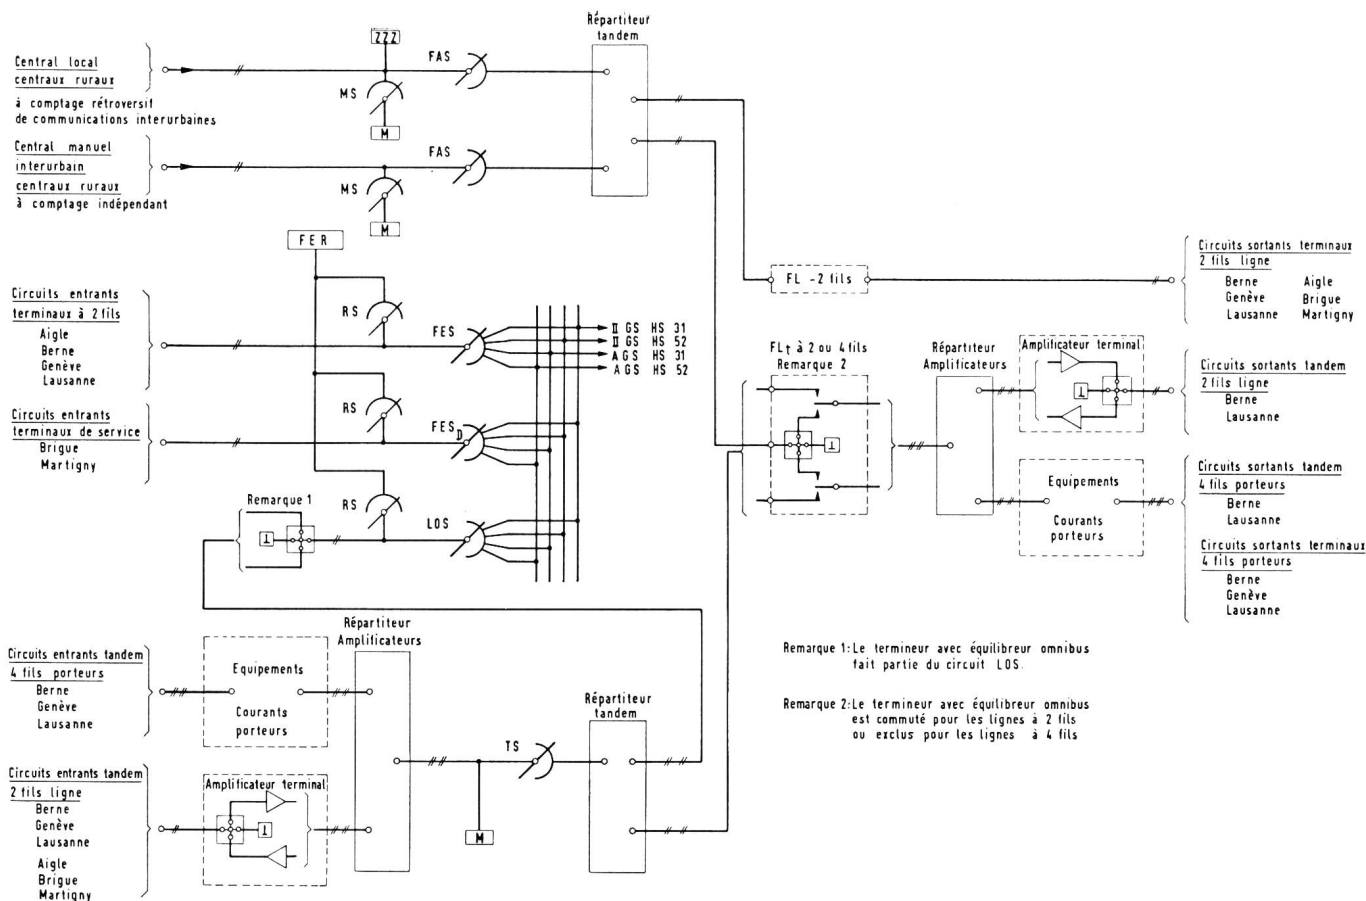 Répartiteur
tandem
ZZZ
FAS
Central local
centraux ruraux
à comptage rétroversif
de communications interurbaines
MS
M
Central manuel
interurbain
centraux ruraux
à comptage indépendant
FAS
MS
M
FER
Circuits entrants
terminaux à 2 fils
Aigle
Berne
Genève
Lausanne
RS
FES
II GS HS 31
II GS HS 52
A GS HS 31
A GS HS 52
Circuits entrants
terminaux de service
Brigue
Martigny
RS
FES D
Remarque 1
RS
LOS
FL - 2 fils
Circuits sortants terminaux
2 fils ligne
Berne Aigle
Genève Brigue
Lausanne Martigny
FLt à 2 ou 4 fils
Remarque 2
Répartiteur
Amplificateurs
Amplificateur terminal
Circuits sortants tandem
2 fils ligne
Berne
Lausanne
Equipements
Courants
porteurs
Circuits sortants tandem
4 fils porteurs
Berne
Lausanne
Circuits sortants terminaux
4 fils porteurs
Berne
Genève
Lausanne
Circuits entrants tandem
4 fils porteurs
Berne
Genève
Lausanne
Equipements
Courants
porteurs
Répartiteur
Amplificateurs
Circuits entrants tandem
2 fils ligne
Berne
Genève
Lausanne
Aigle
Brigue
Martigny
Amplificateur terminal
M
TS
Répartiteur
tandem
Remarque 1: Le termineur avec équilibreur omnibus
fait partie du circuit LOS.
Remarque 2: Le termineur avec équilibreur omnibus
est commuté pour les lignes à 2 fils
ou exclus pour les lignes à 4 fils